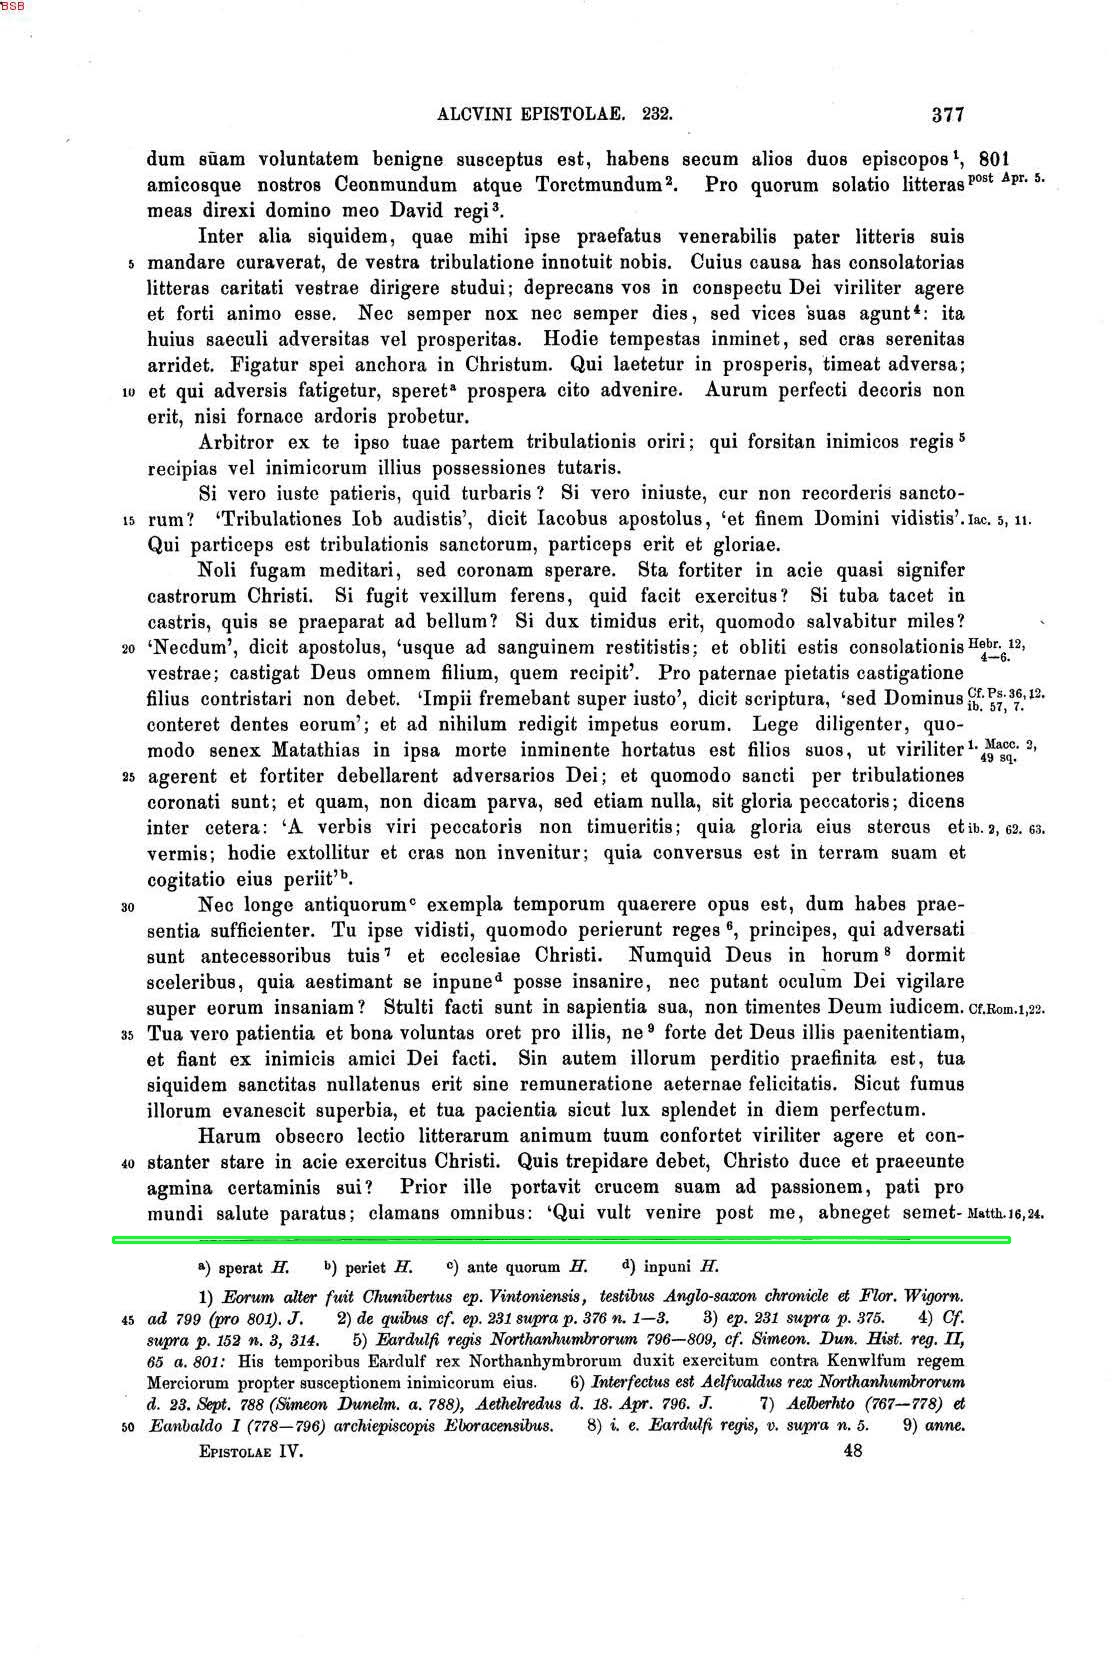 BSB
ALCVINI EPISTOLAE. 232. 377
dum süam voluntatem benigne susceptus est, habens secum alios duos episcopos¹, 801
amicosque nostros Ceonmundum atque Torctmundum². Pro quorum solatio litteras post Apr. 5.
meas direxi domino meo David regi³.
Inter alia siquidem, quae mihi ipse praefatus venerabilis pater litteris suis
5 mandare curaverat, de vestra tribulatione innotuit nobis. Cuius causa has consolatorias
litteras caritati vestrae dirigere studui; deprecans vos in conspectu Dei viriliter agere
et forti animo esse. Nec semper nox nec semper dies, sed vices suas agunt⁴: ita
huius saeculi adversitas vel prosperitas. Hodie tempestas inminet, sed cras serenitas
arridet. Figatur spei anchora in Christum. Qui laetetur in prosperis, timeat adversa;
10 et qui adversis fatigetur, speretᵃ prospera cito advenire. Aurum perfecti decoris non
erit, nisi fornace ardoris probetur.
Arbitror ex te ipso tuae partem tribulationis oriri; qui forsitan inimicos regis⁵
recipias vel inimicorum illius possessiones tutaris.
Si vero iuste patieris, quid turbaris? Si vero iniuste, cur non recorderis sancto-
15 rum? ‘Tribulationes Iob audistis’, dicit Iacobus apostolus, ‘et finem Domini vidistis’. Iac. 5, 11.
Qui particeps est tribulationis sanctorum, particeps erit et gloriae.
Noli fugam meditari, sed coronam sperare. Sta fortiter in acie quasi signifer
castrorum Christi. Si fugit vexillum ferens, quid facit exercitus? Si tuba tacet in
castris, quis se praeparat ad bellum? Si dux timidus erit, quomodo salvabitur miles?
20 ‘Necdum’, dicit apostolus, ‘usque ad sanguinem restitistis; et obliti estis consolationis Hebr. 12, 4—6.
vestrae; castigat Deus omnem filium, quem recipit’. Pro paternae pietatis castigatione
filius contristari non debet. ‘Impii fremebant super iusto’, dicit scriptura, ‘sed Dominus Cf. Ps. 36, 12. ib. 57, 7.
conteret dentes eorum’; et ad nihilum redigit impetus eorum. Lege diligenter, quo-
modo senex Matathias in ipsa morte inminente hortatus est filios suos, ut viriliter 1. Macc. 2, 49 sq.
25 agerent et fortiter debellarent adversarios Dei; et quomodo sancti per tribulationes
coronati sunt; et quam, non dicam parva, sed etiam nulla, sit gloria peccatoris; dicens
inter cetera: ‘A verbis viri peccatoris non timueritis; quia gloria eius stercus et ib. 2, 62. 63.
vermis; hodie extollitur et cras non invenitur; quia conversus est in terram suam et
cogitatio eius periit’ᵇ.
30 Nec longe antiquorumᶜ exempla temporum quaerere opus est, dum habes prae-
sentia sufficienter. Tu ipse vidisti, quomodo perierunt reges⁶, principes, qui adversati
sunt antecessoribus tuis⁷ et ecclesiae Christi. Numquid Deus in horum⁸ dormit
sceleribus, quia aestimant se inpuneᵈ posse insanire, nec putant oculum Dei vigilare
super eorum insaniam? Stulti facti sunt in sapientia sua, non timentes Deum iudicem. Cf. Rom. 1, 22.
35 Tua vero patientia et bona voluntas oret pro illis, ne⁹ forte det Deus illis paenitentiam,
et fiant ex inimicis amici Dei facti. Sin autem illorum perditio praefinita est, tua
siquidem sanctitas nullatenus erit sine remuneratione aeternae felicitatis. Sicut fumus
illorum evanescit superbia, et tua pacientia sicut lux splendet in diem perfectum.
Harum obsecro lectio litterarum animum tuum confortet viriliter agere et con-
40 stanter stare in acie exercitus Christi. Quis trepidare debet, Christo duce et praeeunte
agmina certaminis sui? Prior ille portavit crucem suam ad passionem, pati pro
mundi salute paratus; clamans omnibus: ‘Qui vult venire post me, abneget semet- Matth. 16, 24.
a) sperat H. b) periet H. c) ante quorum H. d) inpuni H.
1) Eorum alter fuit Chunibertus ep. Vintoniensis, testibus Anglo-saxon chronicle et Flor. Wigorn.
45 ad 799 (pro 801). J. 2) de quibus cf. ep. 231 supra p. 376 n. 1—3. 3) ep. 231 supra p. 375. 4) Cf.
supra p. 152 n. 3, 314. 5) Eardulfi regis Northanhumbrorum 796—809, cf. Simeon. Dun. Hist. reg. II,
65 a. 801: His temporibus Eardulf rex Northanhymbrorum duxit exercitum contra Kenwlfum regem
Merciorum propter susceptionem inimicorum eius. 6) Interfectus est Aelfwaldus rex Northanhumbrorum
d. 23. Sept. 788 (Simeon Dunelm. a. 788), Aethelredus d. 18. Apr. 796. J. 7) Aelberhto (767—778) et
50 Eanbaldo I (778—796) archiepiscopis Eboracensibus. 8) i. e. Eardulfi regis, v. supra n. 5. 9) anne.
EPISTOLAE IV. 48